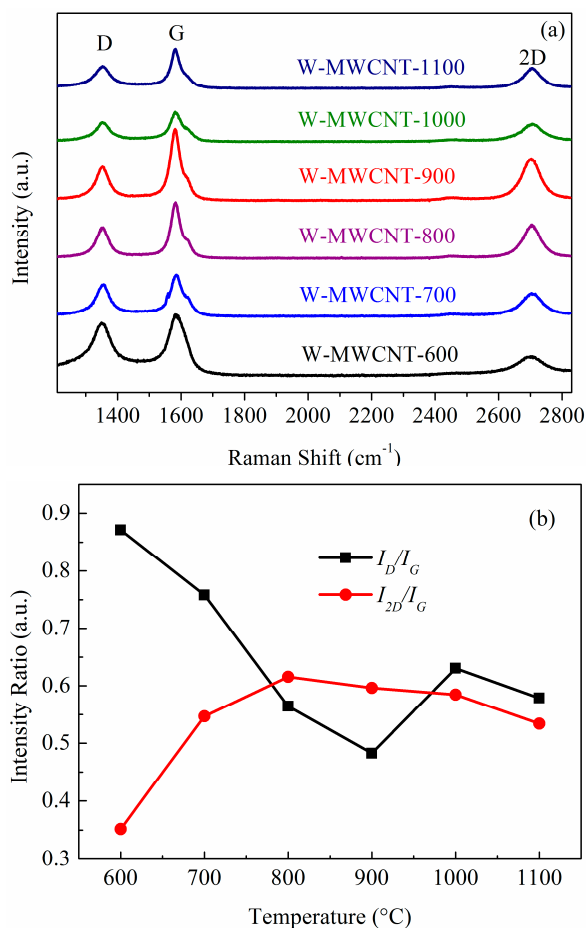 (a)
D
G
2D
W-MWCNT-1100
W-MWCNT-1000
W-MWCNT-900
W-MWCNT-800
W-MWCNT-700
W-MWCNT-600
Intensity (a.u.)
1400 1600 1800 2000 2200 2400 2600 2800
Raman Shift (cm⁻¹)
(b)
I_D/I_G
I_2D/I_G
Intensity Ratio (a.u.)
0.9
0.8
0.7
0.6
0.5
0.4
0.3
600 700 800 900 1000 1100
Temperature (°C)